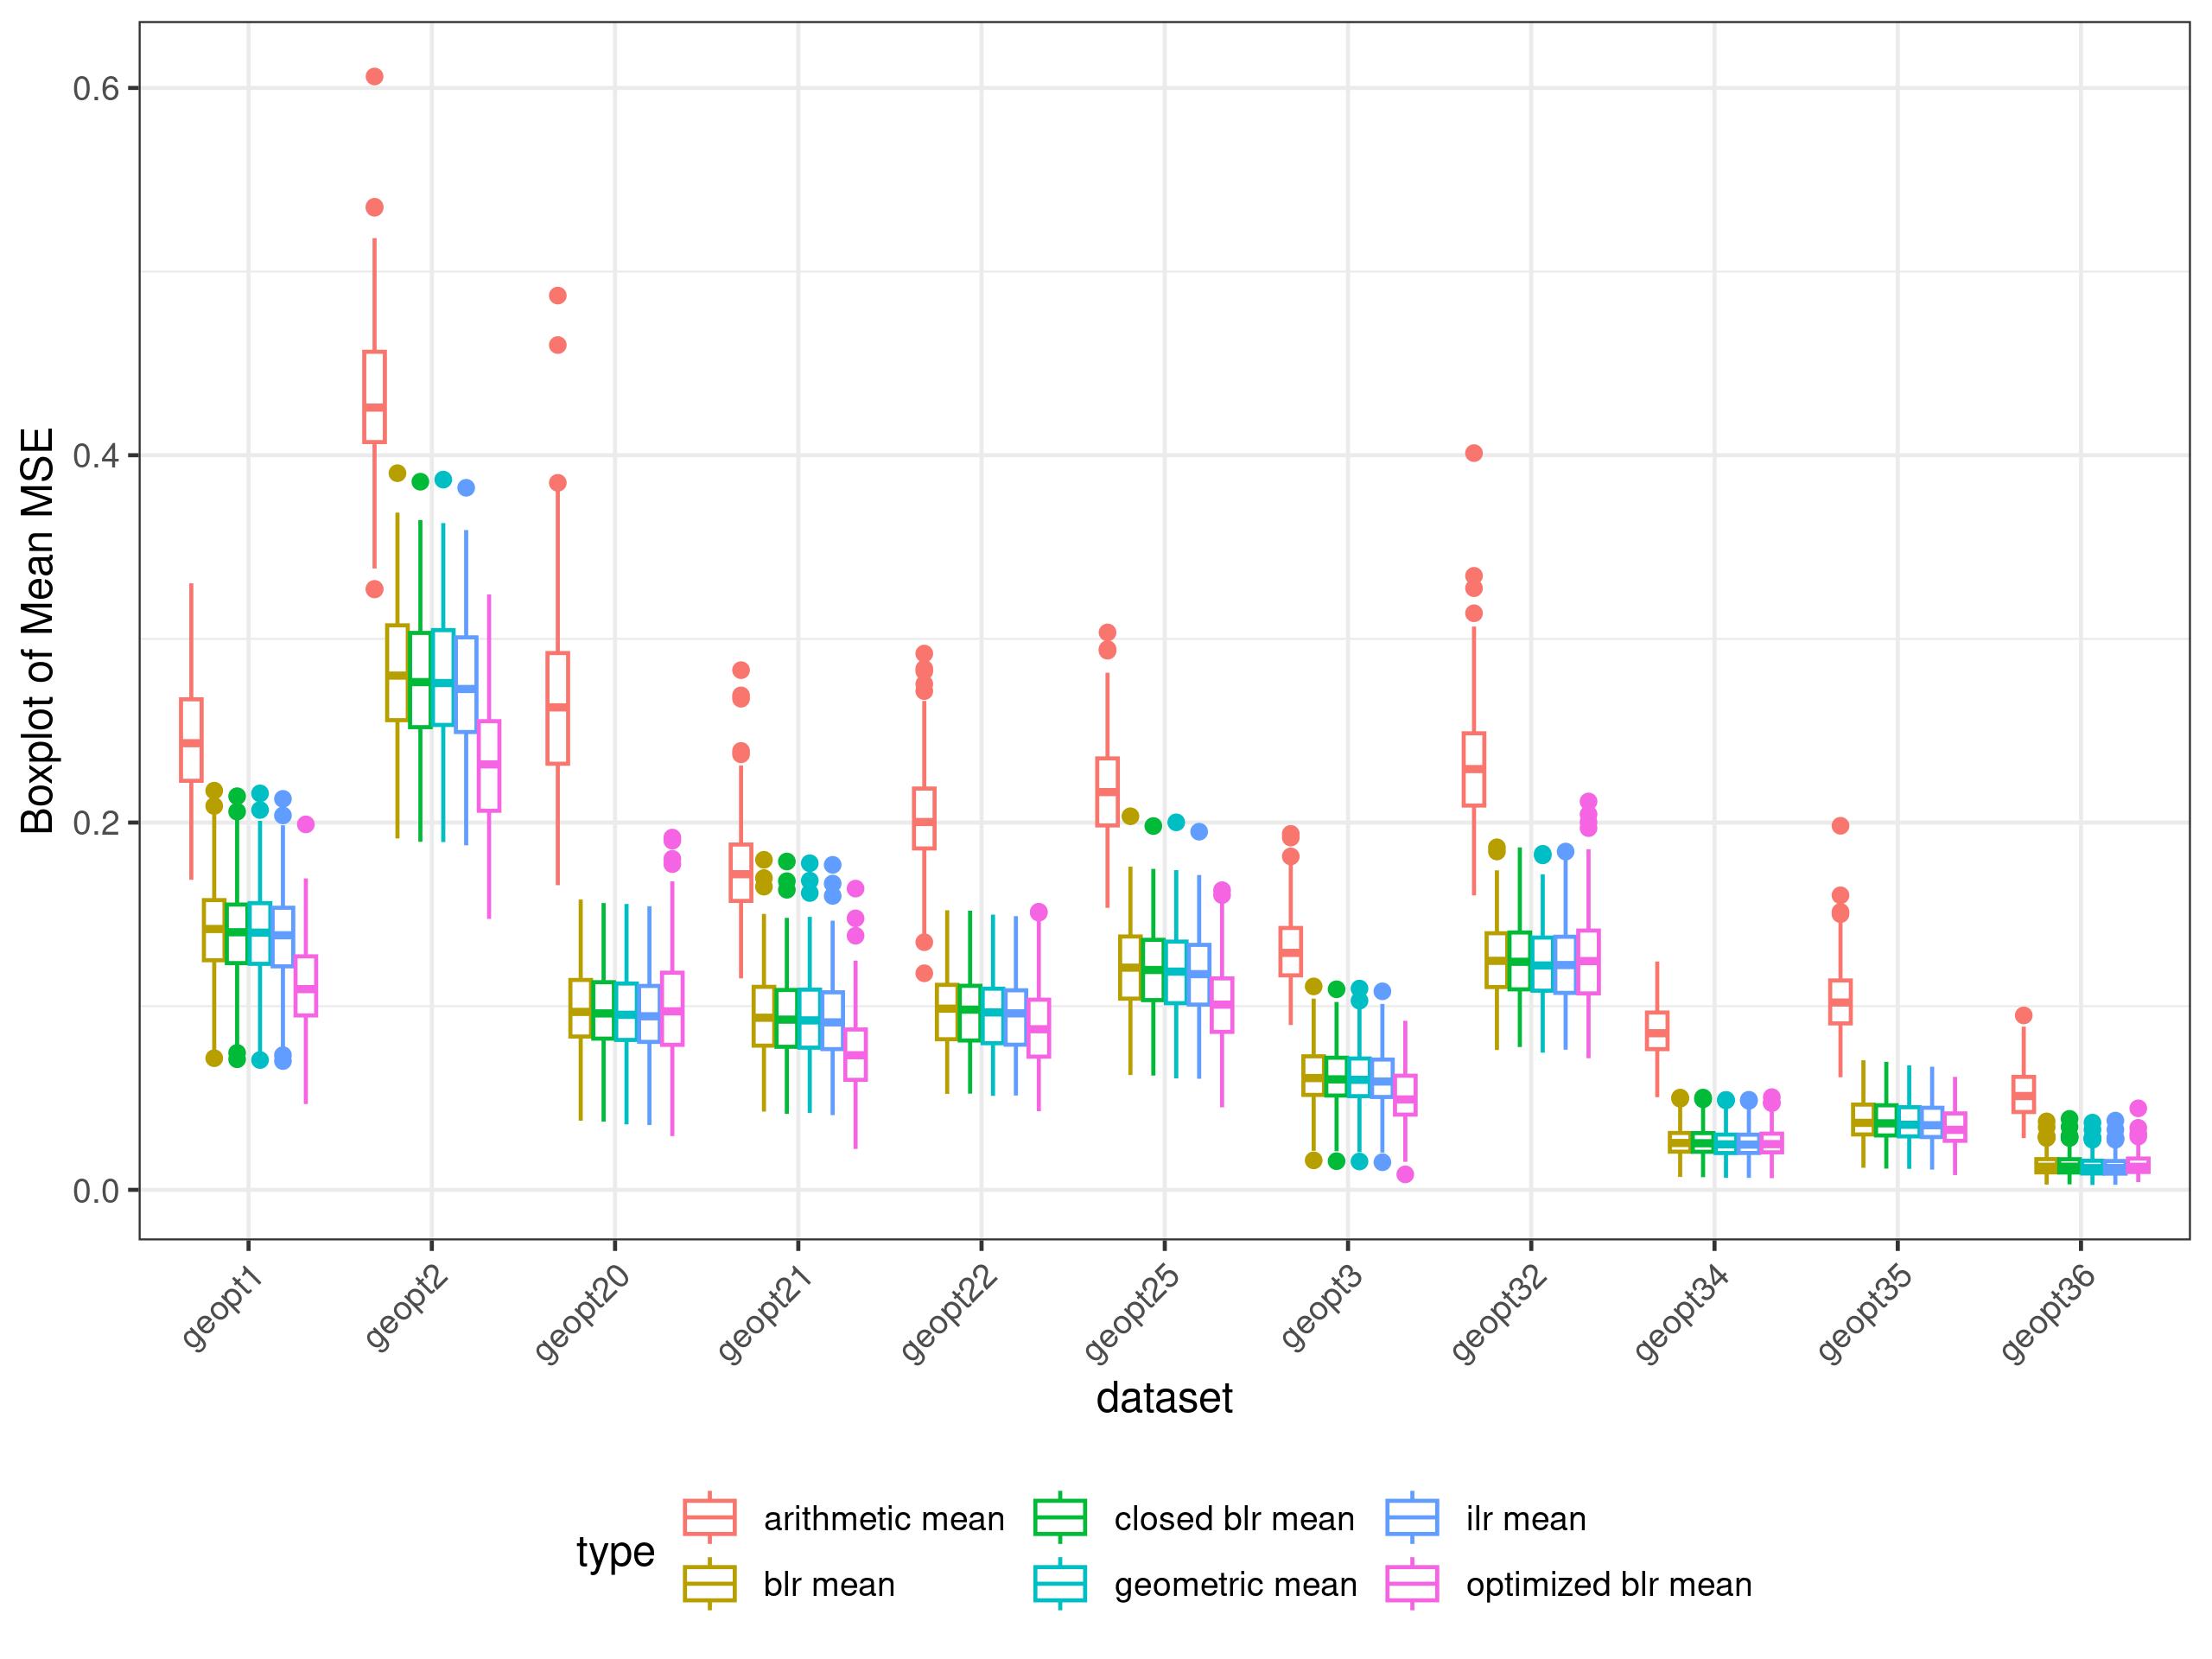 Boxplot of Mean MSE
0.6
0.4
0.2
0.0
geopt1
geopt2
geopt20
geopt21
geopt22
geopt25
geopt3
geopt32
geopt34
geopt35
geopt36
dataset
type
arithmetic mean
closed blr mean
ilr mean
blr mean
geometric mean
optimized blr mean